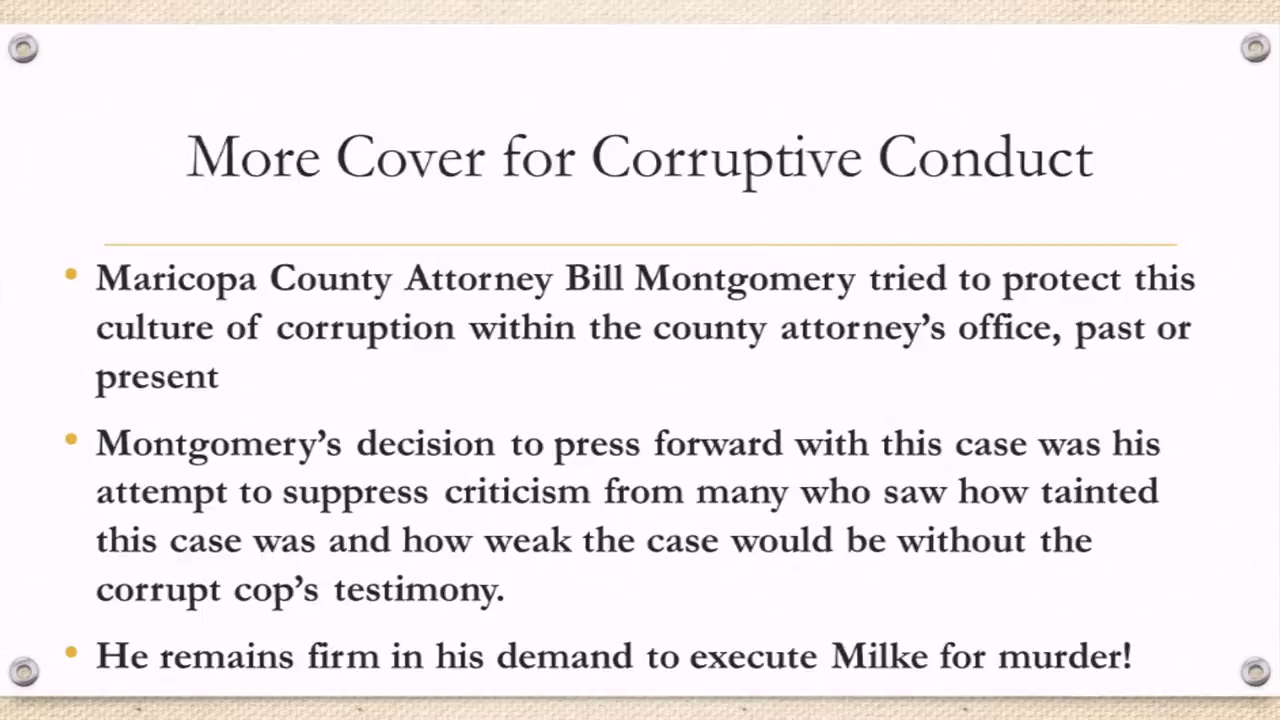 More Cover for Corruptive Conduct
• Maricopa County Attorney Bill Montgomery tried to protect this
culture of corruption within the county attorney’s office, past or
present
• Montgomery’s decision to press forward with this case was his
attempt to suppress criticism from many who saw how tainted
this case was and how weak the case would be without the
corrupt cop’s testimony.
• He remains firm in his demand to execute Milke for murder!